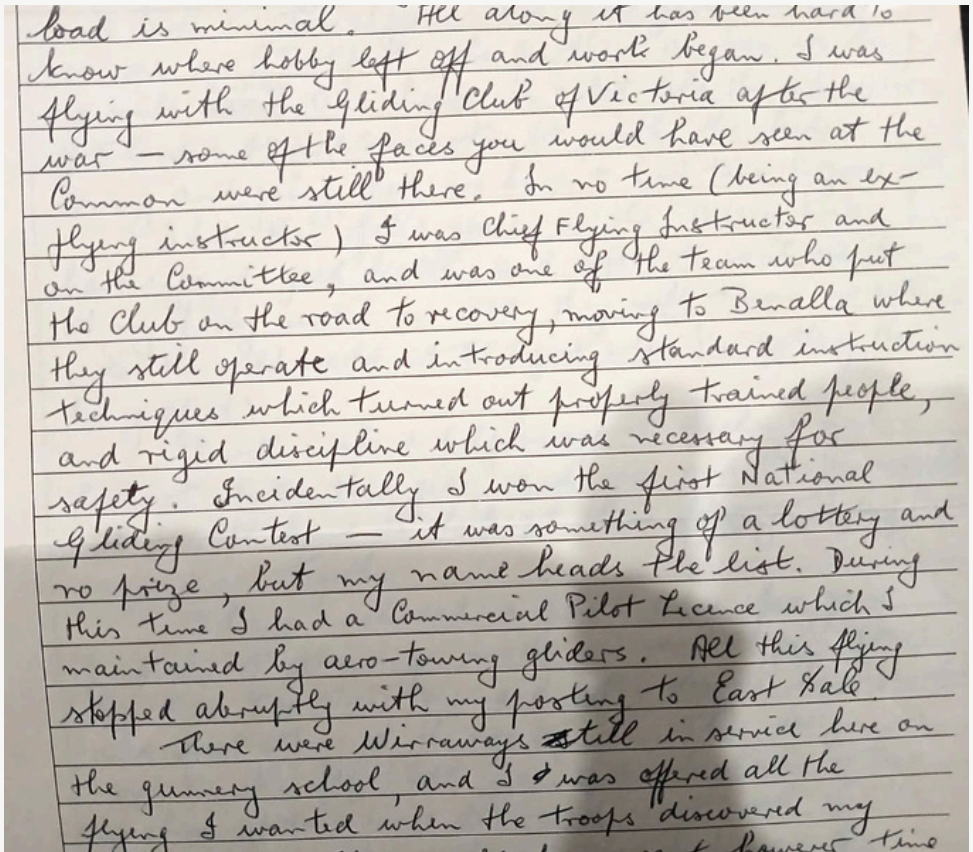 load is minimal. All along it has been hard to
know where hobby left off and work began. I was
flying with the Gliding Club of Victoria after the
war — some of the faces you would have seen at the
Common were still there. In no time (being an ex-
flying instructor) I was Chief Flying Instructor and
on the Committee, and was one of the team who put
the Club on the road to recovery, moving to Benalla where
they still operate and introducing standard instruction
techniques which turned out properly trained people,
and rigid discipline which was necessary for
safety. Incidentally I won the first National
Gliding Contest — it was something of a lottery and
no prize, but my name heads the list. During
this time I had a Commercial Pilot Licence which I
maintained by aero-towing gliders. All this flying
stopped abruptly with my posting to East Sale.
There were Wirraways still in service here on
the gunnery school, and I was offered all the
flying I wanted when the troops discovered my
however time